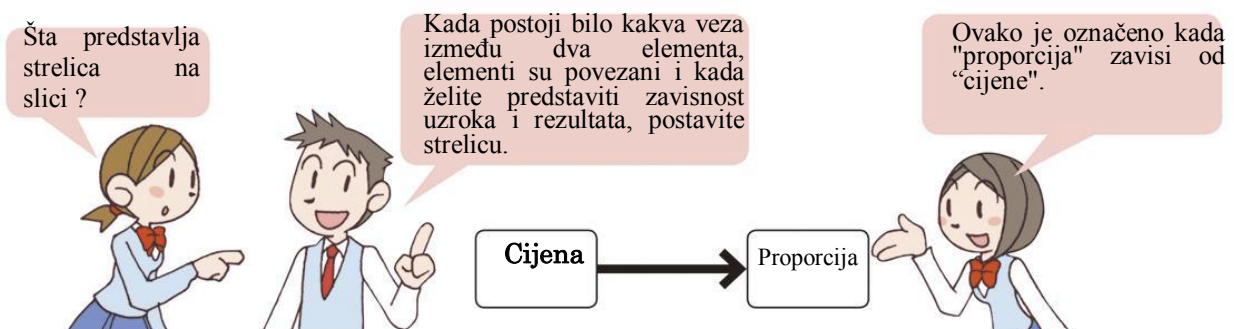 Šta predstavlja
strelica na
slici ?
Kada postoji bilo kakva veza
između dva elementa,
elementi su povezani i kada
želite predstaviti zavisnost
uzroka i rezultata, postavite
strelicu.
Ovako je označeno kada
"proporcija" zavisi od
“cijene".
Cijena
Proporcija